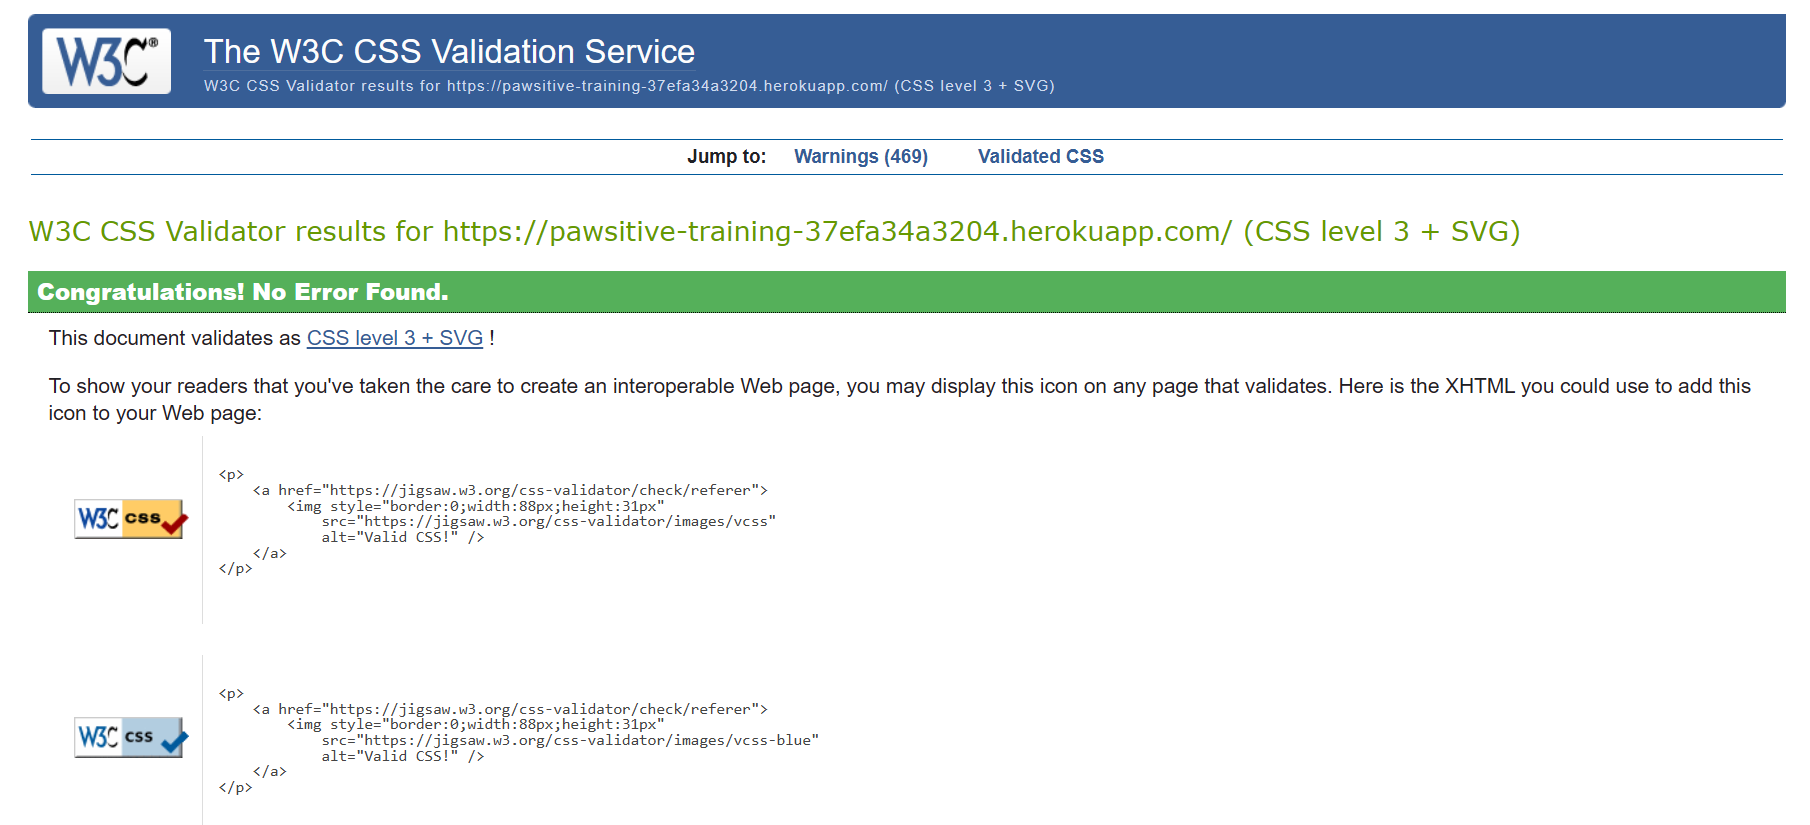 W3C®
The W3C CSS Validation Service
W3C CSS Validator results for https://pawsitive-training-37efa34a3204.herokuapp.com/ (CSS level 3 + SVG)
Jump to: Warnings (469) Validated CSS
W3C CSS Validator results for https://pawsitive-training-37efa34a3204.herokuapp.com/ (CSS level 3 + SVG)
Congratulations! No Error Found.
This document validates as CSS level 3 + SVG !
To show your readers that you've taken the care to create an interoperable Web page, you may display this icon on any page that validates. Here is the XHTML you could use to add this
icon to your Web page:
W3C css
<p>
    <a href="https://jigsaw.w3.org/css-validator/check/referer">
        <img style="border:0;width:88px;height:31px"
            src="https://jigsaw.w3.org/css-validator/images/vcss"
            alt="Valid CSS!" />
    </a>
</p>
W3C css
<p>
    <a href="https://jigsaw.w3.org/css-validator/check/referer">
        <img style="border:0;width:88px;height:31px"
            src="https://jigsaw.w3.org/css-validator/images/vcss-blue"
            alt="Valid CSS!" />
    </a>
</p>